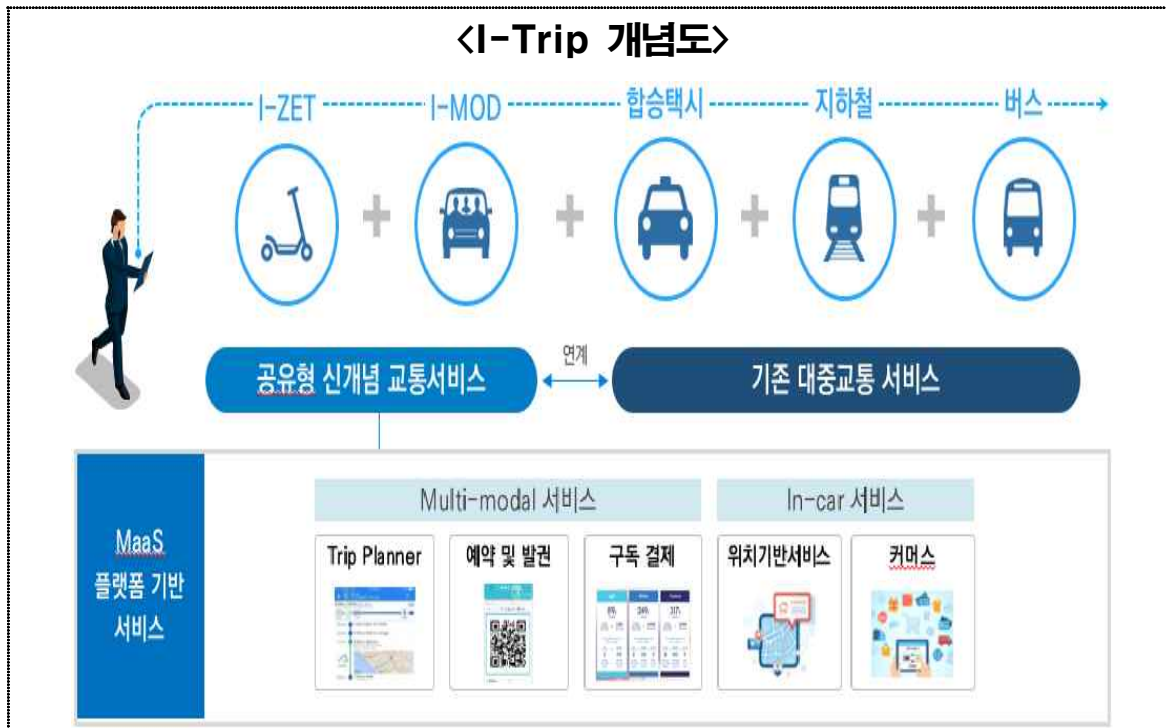 <I-Trip 개념도>
I-ZET
I-MOD
합승택시
지하철
버스
공유형 신개념 교통서비스
연계
기존 대중교통 서비스
MaaS
플랫폼 기반
서비스
Multi-modal 서비스
In-car 서비스
Trip Planner
예약 및 발권
구독 결제
위치기반서비스
커머스